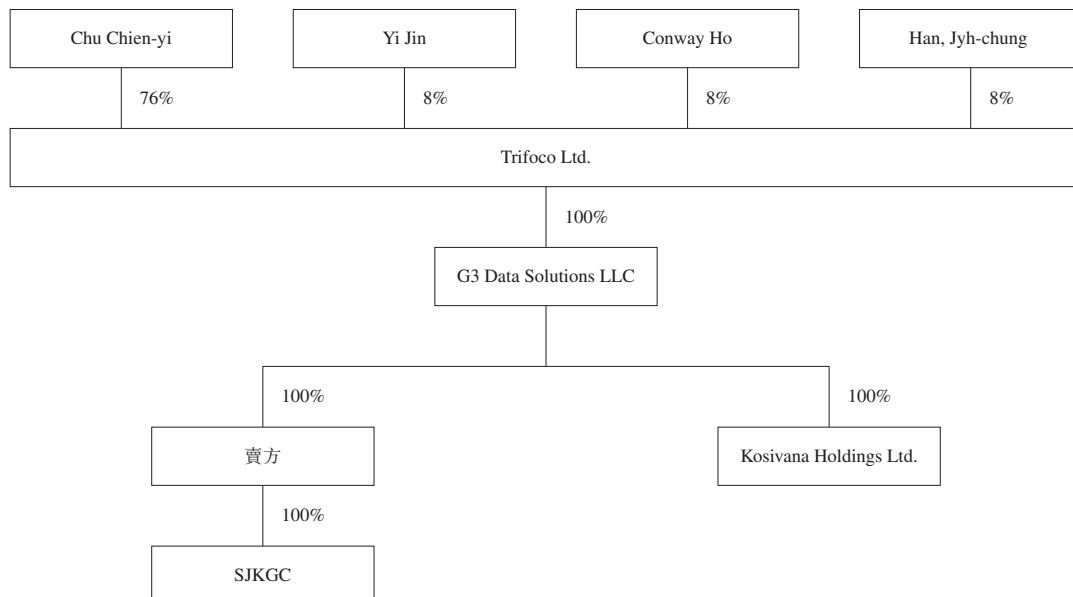 Chu Chien-yi
Yi Jin
Conway Ho
Han, Jyh-chung
76%
8%
8%
8%
Trifoco Ltd.
100%
G3 Data Solutions LLC
100%
100%
賣方
Kosivana Holdings Ltd.
100%
SJKGC